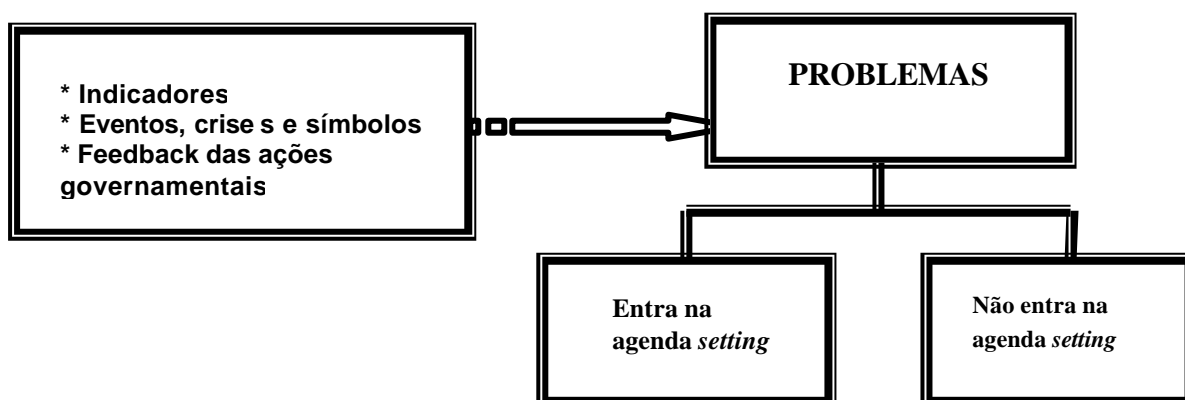 * Indicadores
* Eventos, crise s e símbolos
* Feedback das ações
governamentais
PROBLEMAS
Entra na
agenda setting
Não entra na
agenda setting